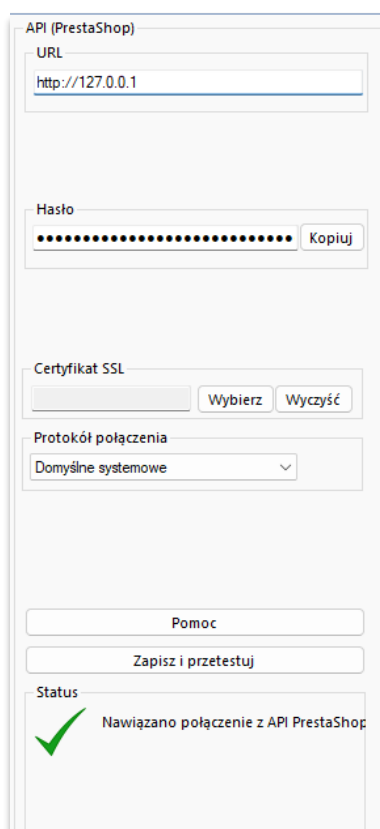 API (PrestaShop)
URL
http://127.0.0.1
Hasło
Kopiuj
Certyfikat SSL
Wybierz Wyczyść
Protokół połączenia
Domyślne systemowe
Pomoc
Zapisz i przetestuj
Status
Nawiązano połączenie z API PrestaShop